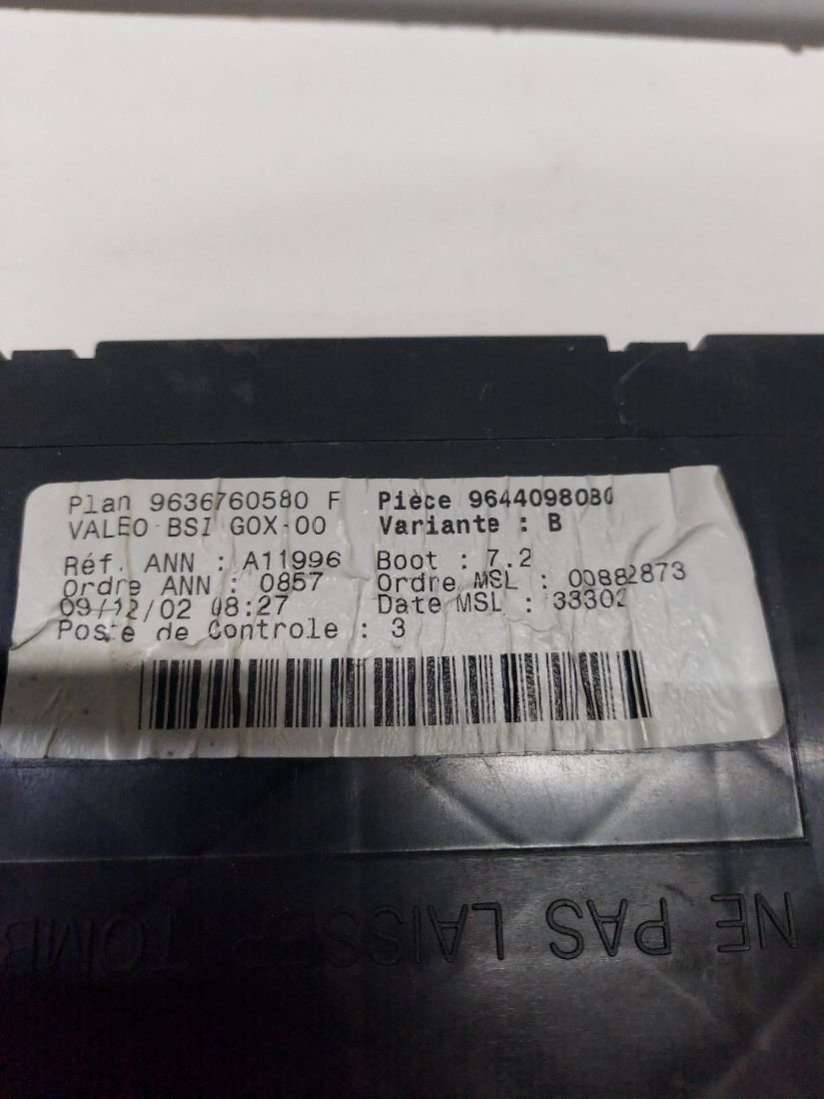 Plan 9636760580 F Pièce 9644098080
VALEO BSI GOX-00 Variante : B
Réf. ANN : A11996 Boot : 7.2
Ordre ANN : 0857 Ordre MSL : 00882873
09/12/02 08:27 Date MSL : 33302
Poste de Controle : 3
NE PAS LAISSER TOMB